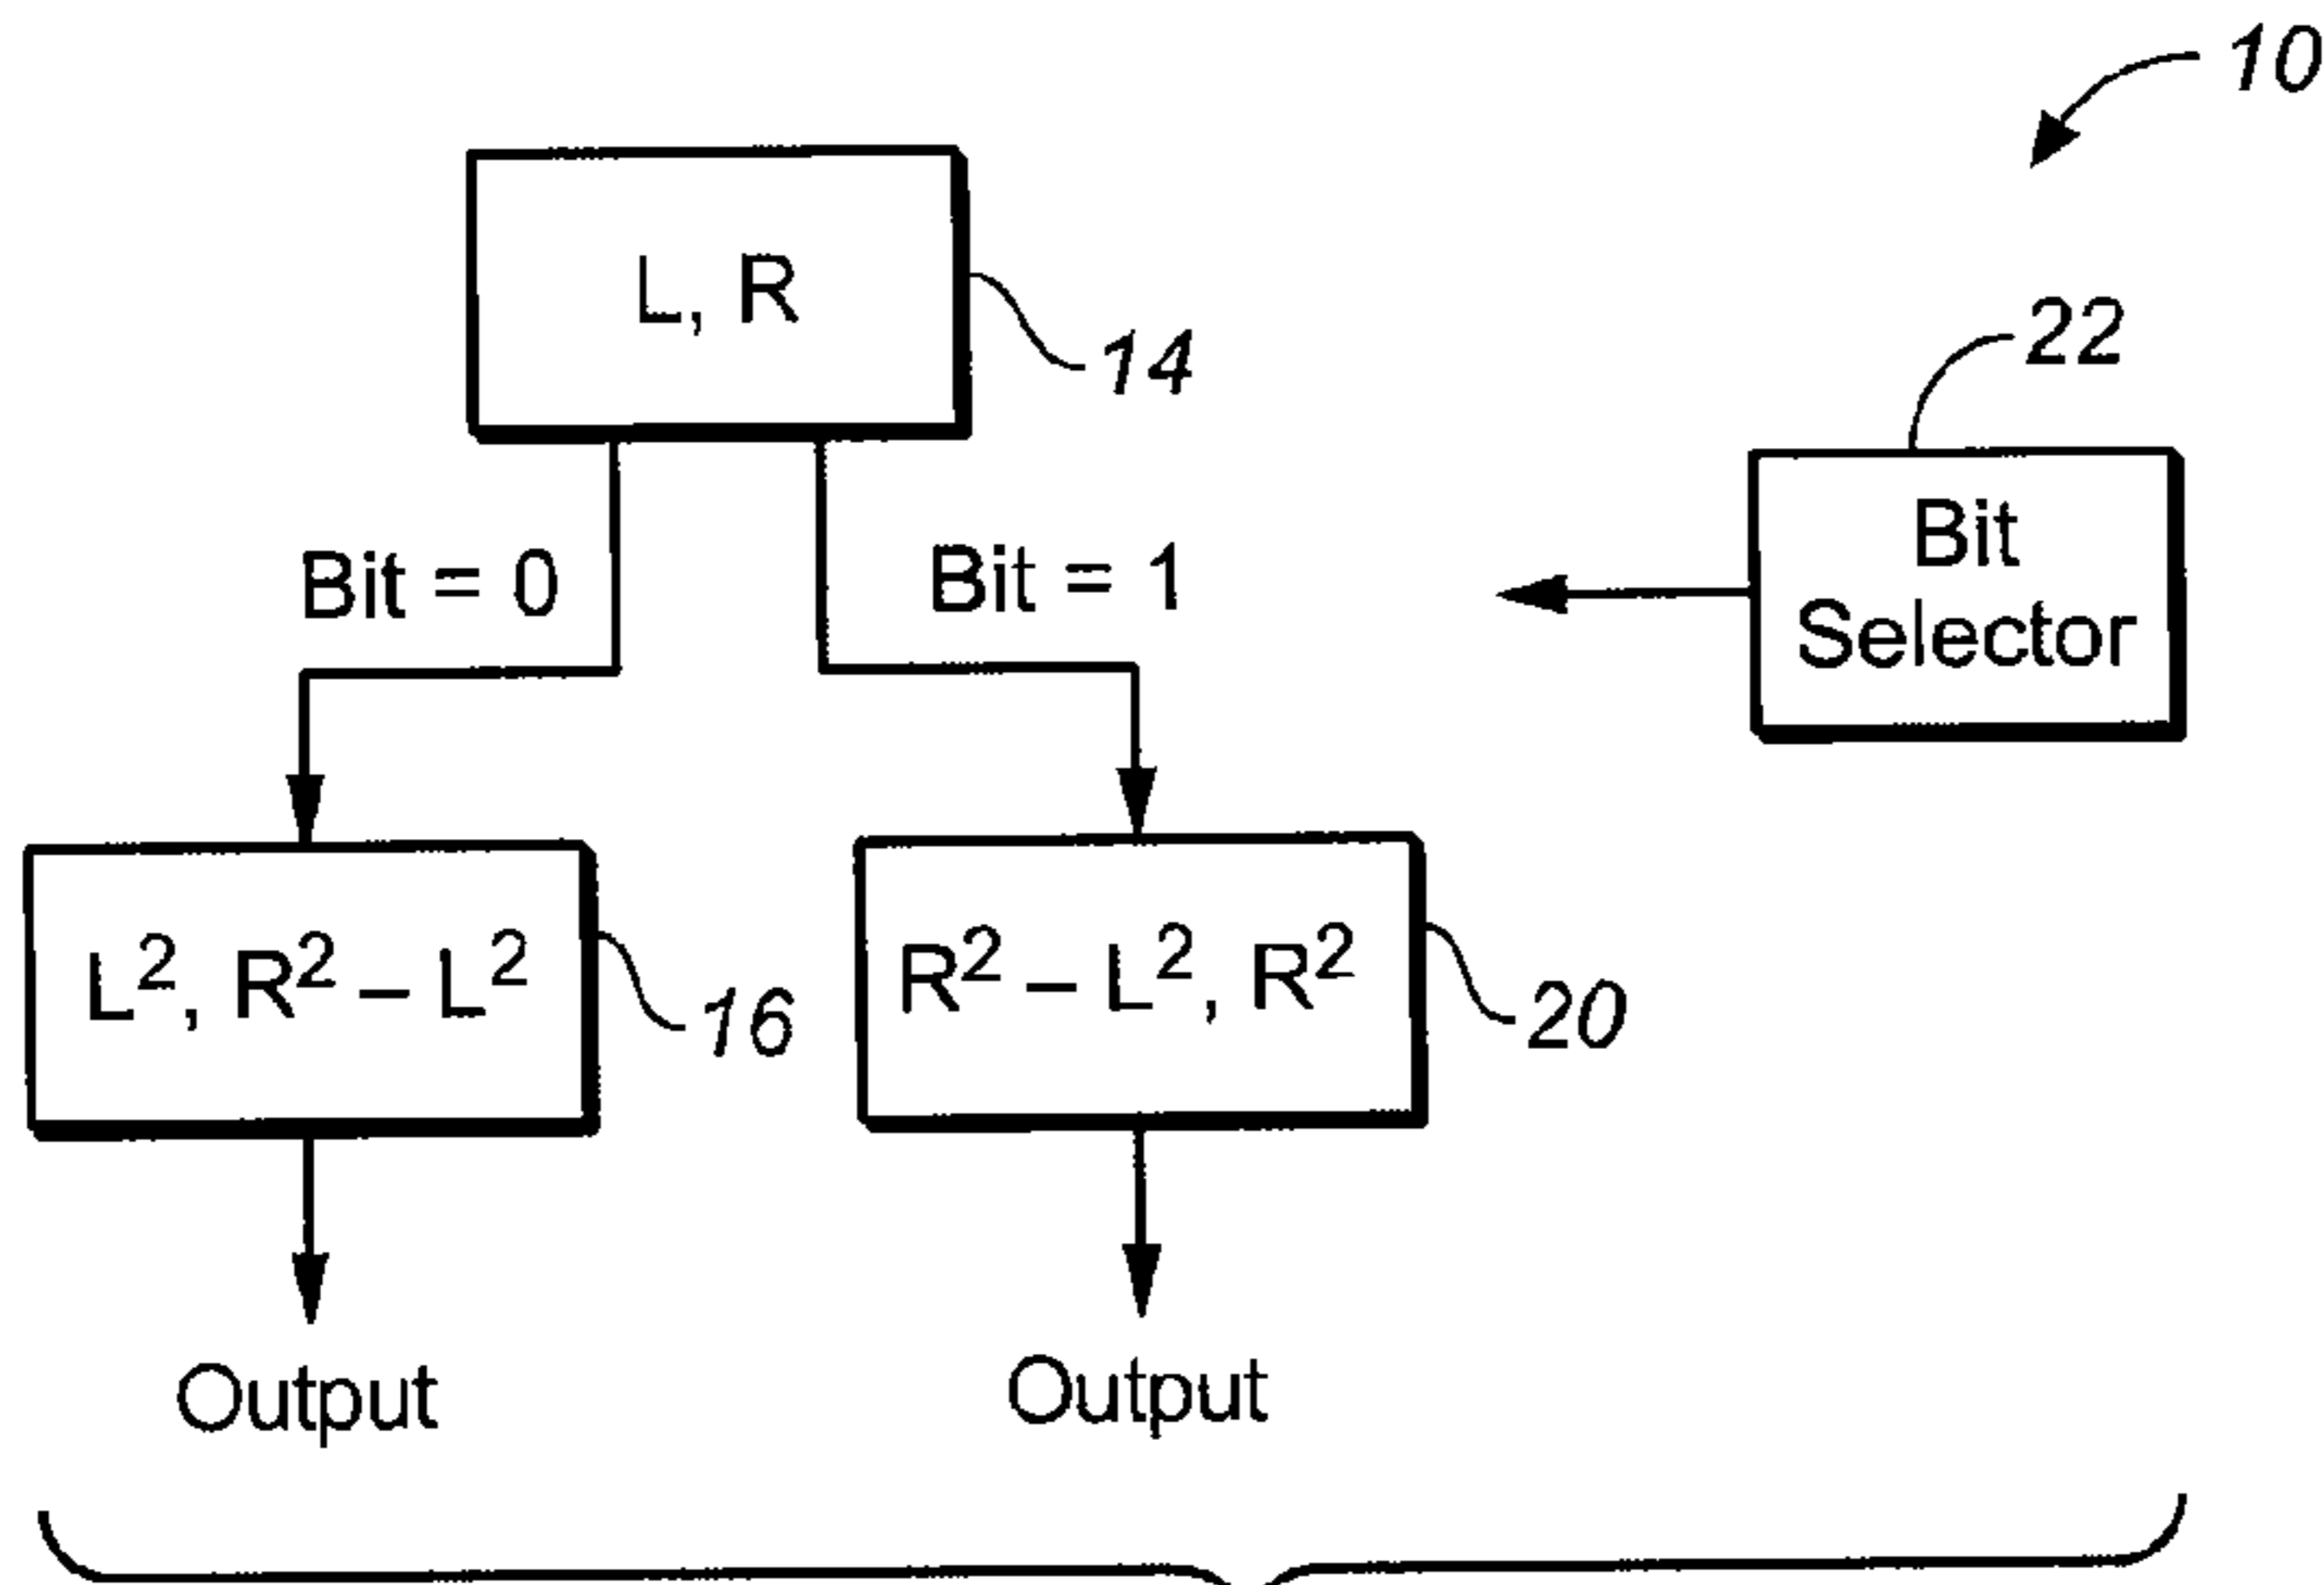 10
L, R
14
22
Bit
Selector
Bit = 0
Bit = 1
L², R² – L²
16
R² – L², R²
20
Output
Output